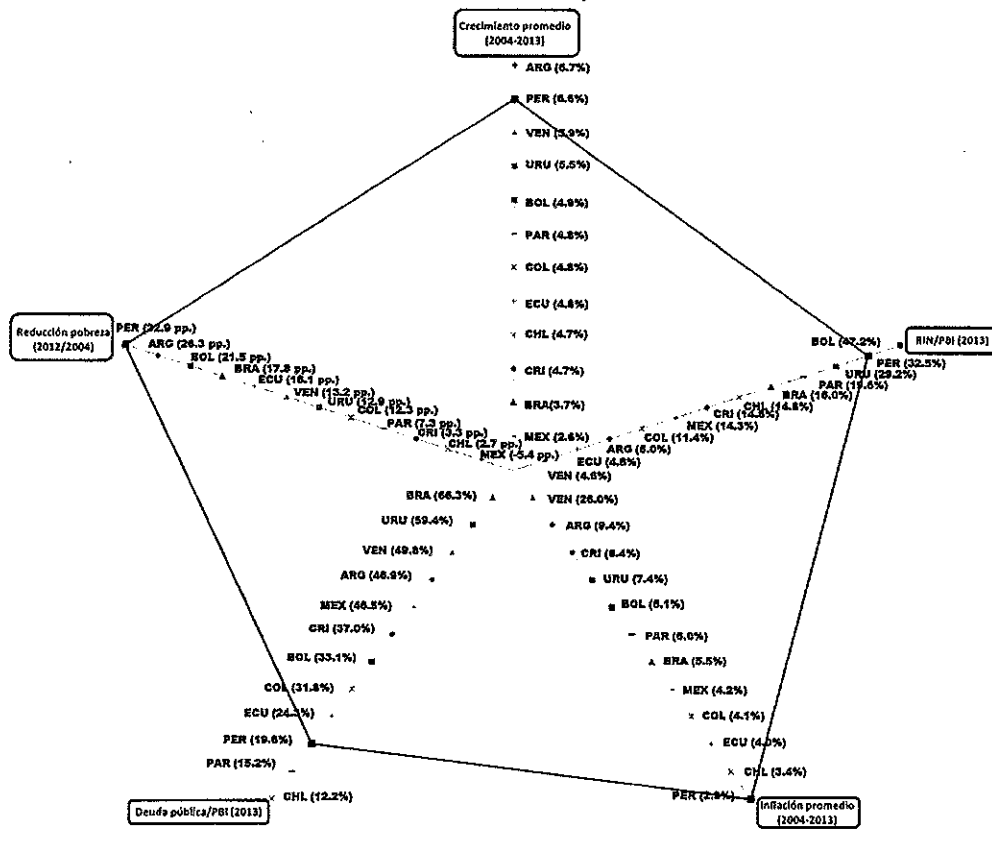 Crecimiento promedio
(2004-2013)
ARG (6.7%)
PER (6.6%)
VEN (5.9%)
URU (5.5%)
BOL (4.9%)
PAR (4.8%)
COL (4.8%)
ECU (4.8%)
CHL (4.7%)
CRI (4.7%)
BRA(3.7%)
MEX (2.6%)
Reducción pobreza
(2012/2004)
PER (32.9 pp.)
ARG (26.3 pp.)
BOL (21.5 pp.)
BRA (17.8 pp.)
ECU (16.1 pp.)
VEN (13.2 pp.)
URU (12.9 pp.)
COL (12.3 pp.)
PAR (7.3 pp.)
CRI (3.3 pp.)
CHL (2.7 pp.)
MEX (-5.4 pp.)
RIN/PBI (2013)
BOL (47.2%)
PER (32.5%)
URU (29.2%)
PAR (19.6%)
BRA (16.0%)
CHL (14.8%)
CRI (14.8%)
MEX (14.3%)
COL (11.4%)
ARG (6.0%)
ECU (4.6%)
VEN (4.6%)
BRA (66.3%)
URU (59.4%)
VEN (49.8%)
ARG (46.9%)
MEX (46.5%)
CRI (37.0%)
BOL (33.1%)
COL (31.8%)
ECU (24.3%)
PER (19.6%)
PAR (15.2%)
CHL (12.2%)
Deuda pública/PBI (2013)
VEN (26.0%)
ARG (9.4%)
CRI (8.4%)
URU (7.4%)
BOL (6.1%)
PAR (6.0%)
BRA (5.5%)
MEX (4.2%)
COL (4.1%)
ECU (4.0%)
CHL (3.4%)
PER (2.9%)
Inflación promedio
(2004-2013)